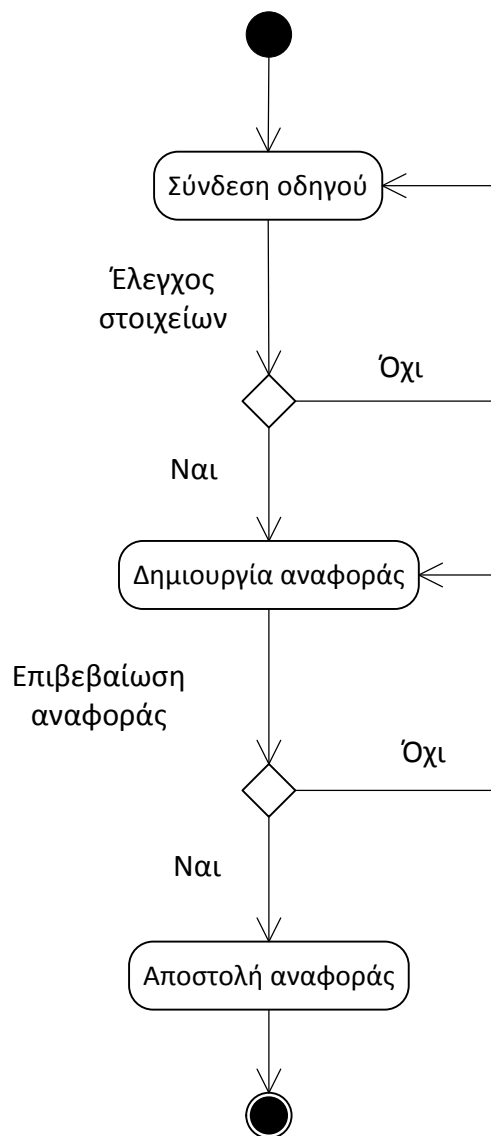 Σύνδεση οδηγού
Έλεγχος
στοιχείων
Όχι
Ναι
Δημιουργία αναφοράς
Επιβεβαίωση
αναφοράς
Όχι
Ναι
Αποστολή αναφοράς